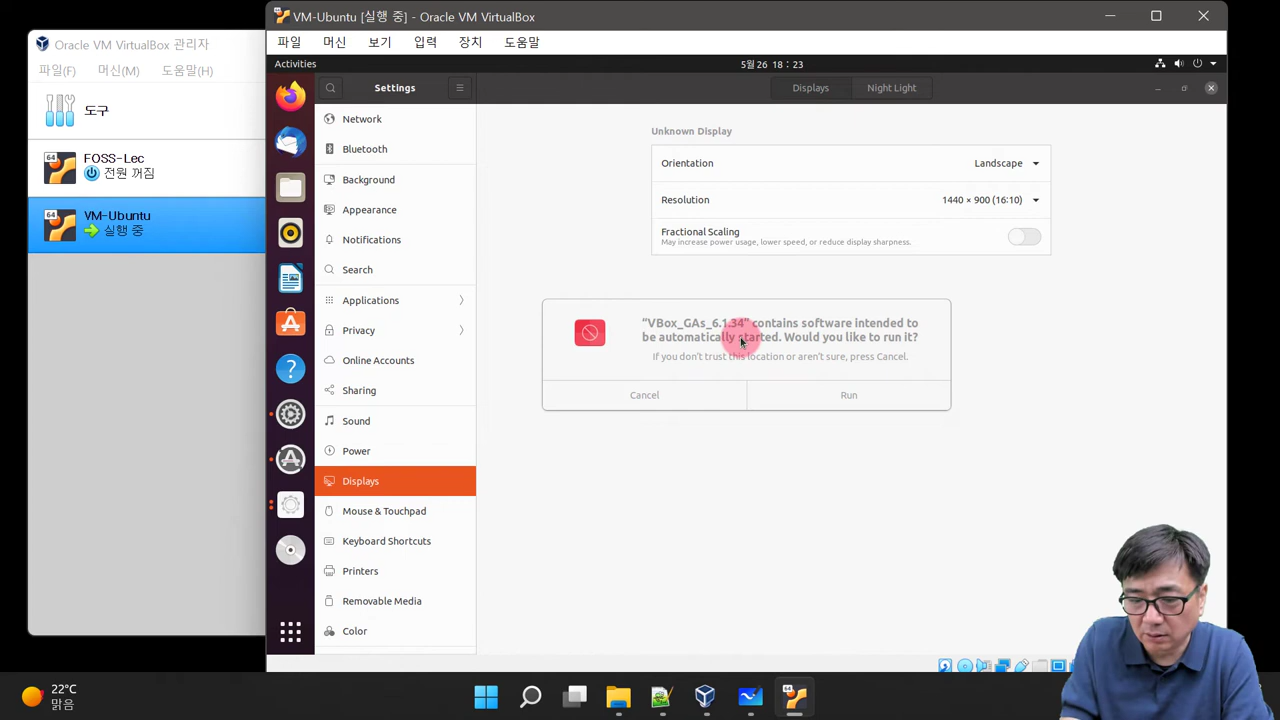 VM-Ubuntu [실행 중] - Oracle VM VirtualBox
파일 머신 보기 입력 장치 도움말
Oracle VM VirtualBox 관리자
파일(F) 머신(M) 도움말(H)
도구
64
FOSS-Lec
전원 꺼짐
64
VM-Ubuntu
실행 중
Activities
5월 26 18 : 23
Settings
Displays
Night Light
Network
Bluetooth
Background
Appearance
Notifications
Search
Applications
Privacy
Online Accounts
Sharing
Sound
Power
Displays
Mouse & Touchpad
Keyboard Shortcuts
Printers
Removable Media
Color
Unknown Display
Orientation
Landscape
Resolution
1440 × 900 (16:10)
Fractional Scaling
May increase power usage, lower speed, or reduce display sharpness.
“VBox_GAs_6.1.34” contains software intended to
be automatically started. Would you like to run it?
If you don’t trust this location or aren’t sure, press Cancel.
Cancel
Run
22°C
맑음